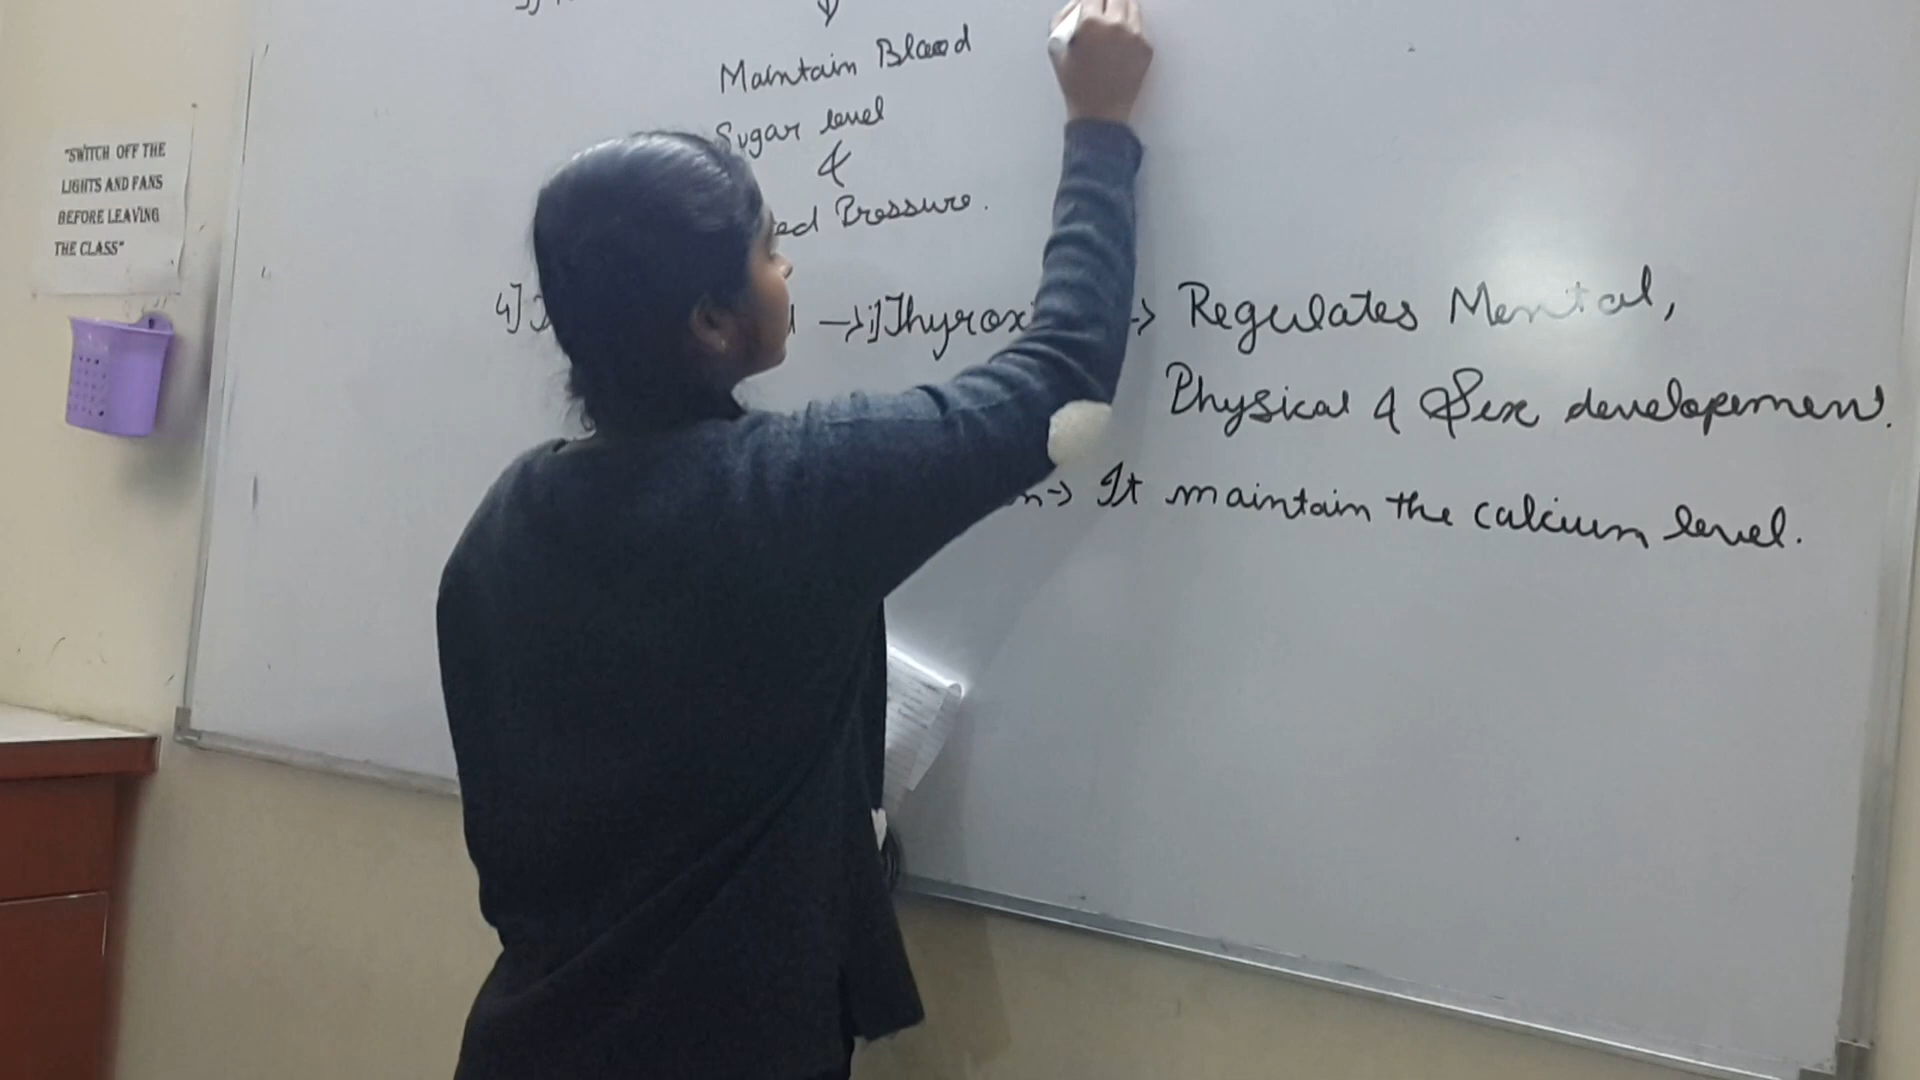 "SWITCH OFF THE
LIGHTS AND FANS
BEFORE LEAVING
THE CLASS"
Maintain Blood
Sugar level
&
Pressure.
4] → i] → Regulates Mental,
Physical & Sex developement.
→ It maintain the calcium level.